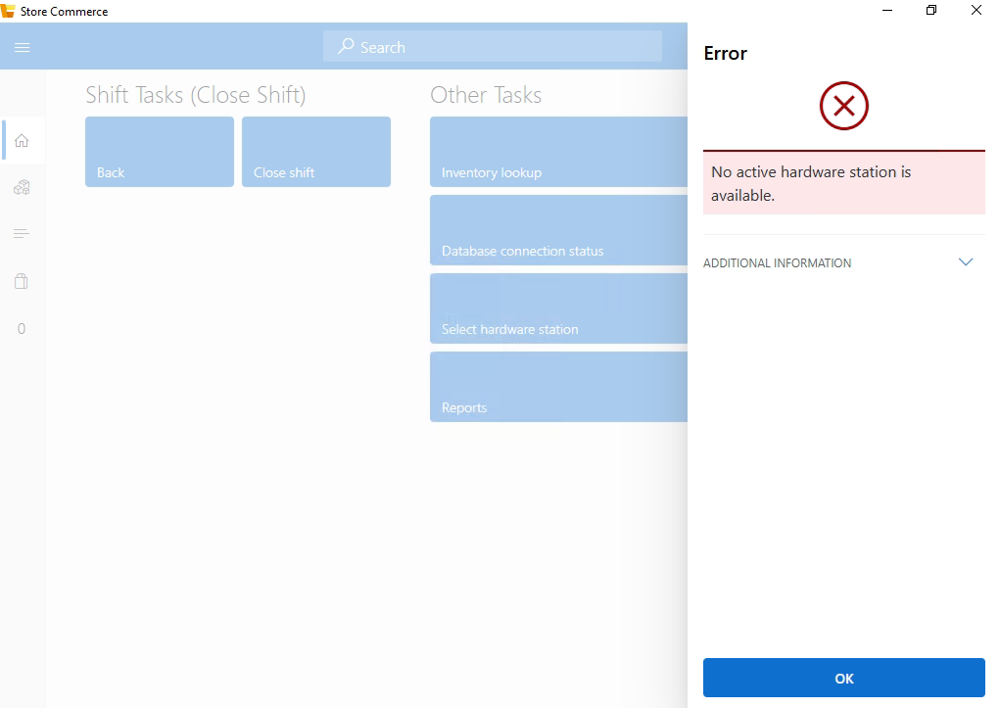 Store Commerce
Search
Shift Tasks (Close Shift)
Other Tasks
Back
Close shift
Inventory lookup
Database connection status
Select hardware station
Reports
0
Error
No active hardware station is
available.
ADDITIONAL INFORMATION
OK